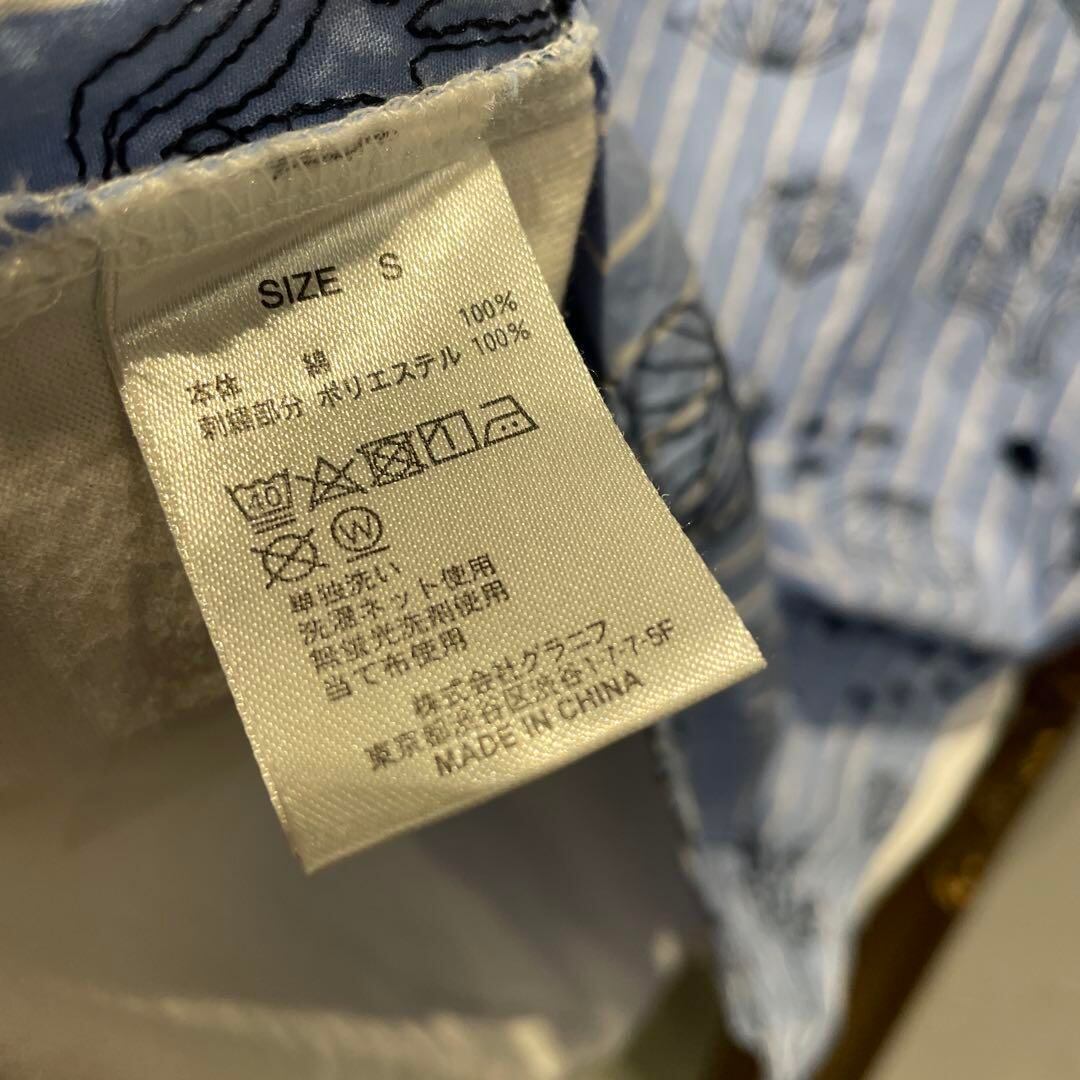 SIZE S
本体 綿 100%
刺繍部分 ポリエステル 100%
40
W
単独洗い
洗濯ネット使用
無蛍光洗剤使用
当て布使用
株式会社グラニフ
東京都渋谷区渋谷1-7-7-5F
MADE IN CHINA